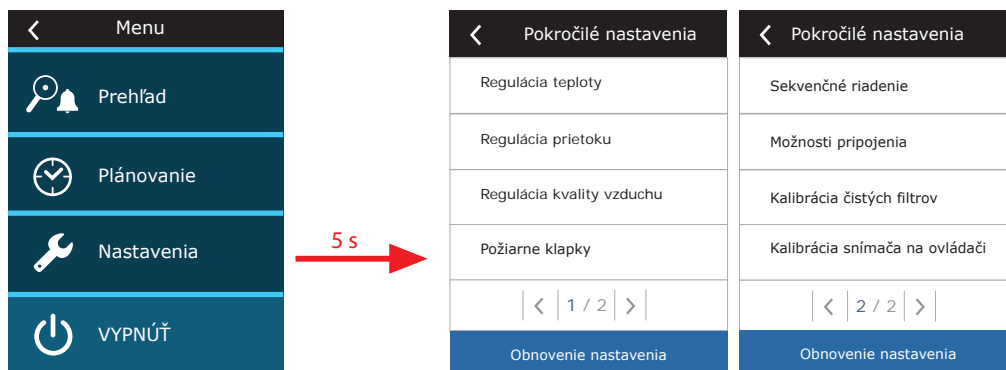 Menu
Prehľad
Plánovanie
Nastavenia
VYPNÚŤ
5 s
Pokročilé nastavenia
Regulácia teploty
Regulácia prietoku
Regulácia kvality vzduchu
Požiarne klapky
1 / 2
Obnovenie nastavenia
Pokročilé nastavenia
Sekvenčné riadenie
Možnosti pripojenia
Kalibrácia čistých filtrov
Kalibrácia snímača na ovládači
2 / 2
Obnovenie nastavenia